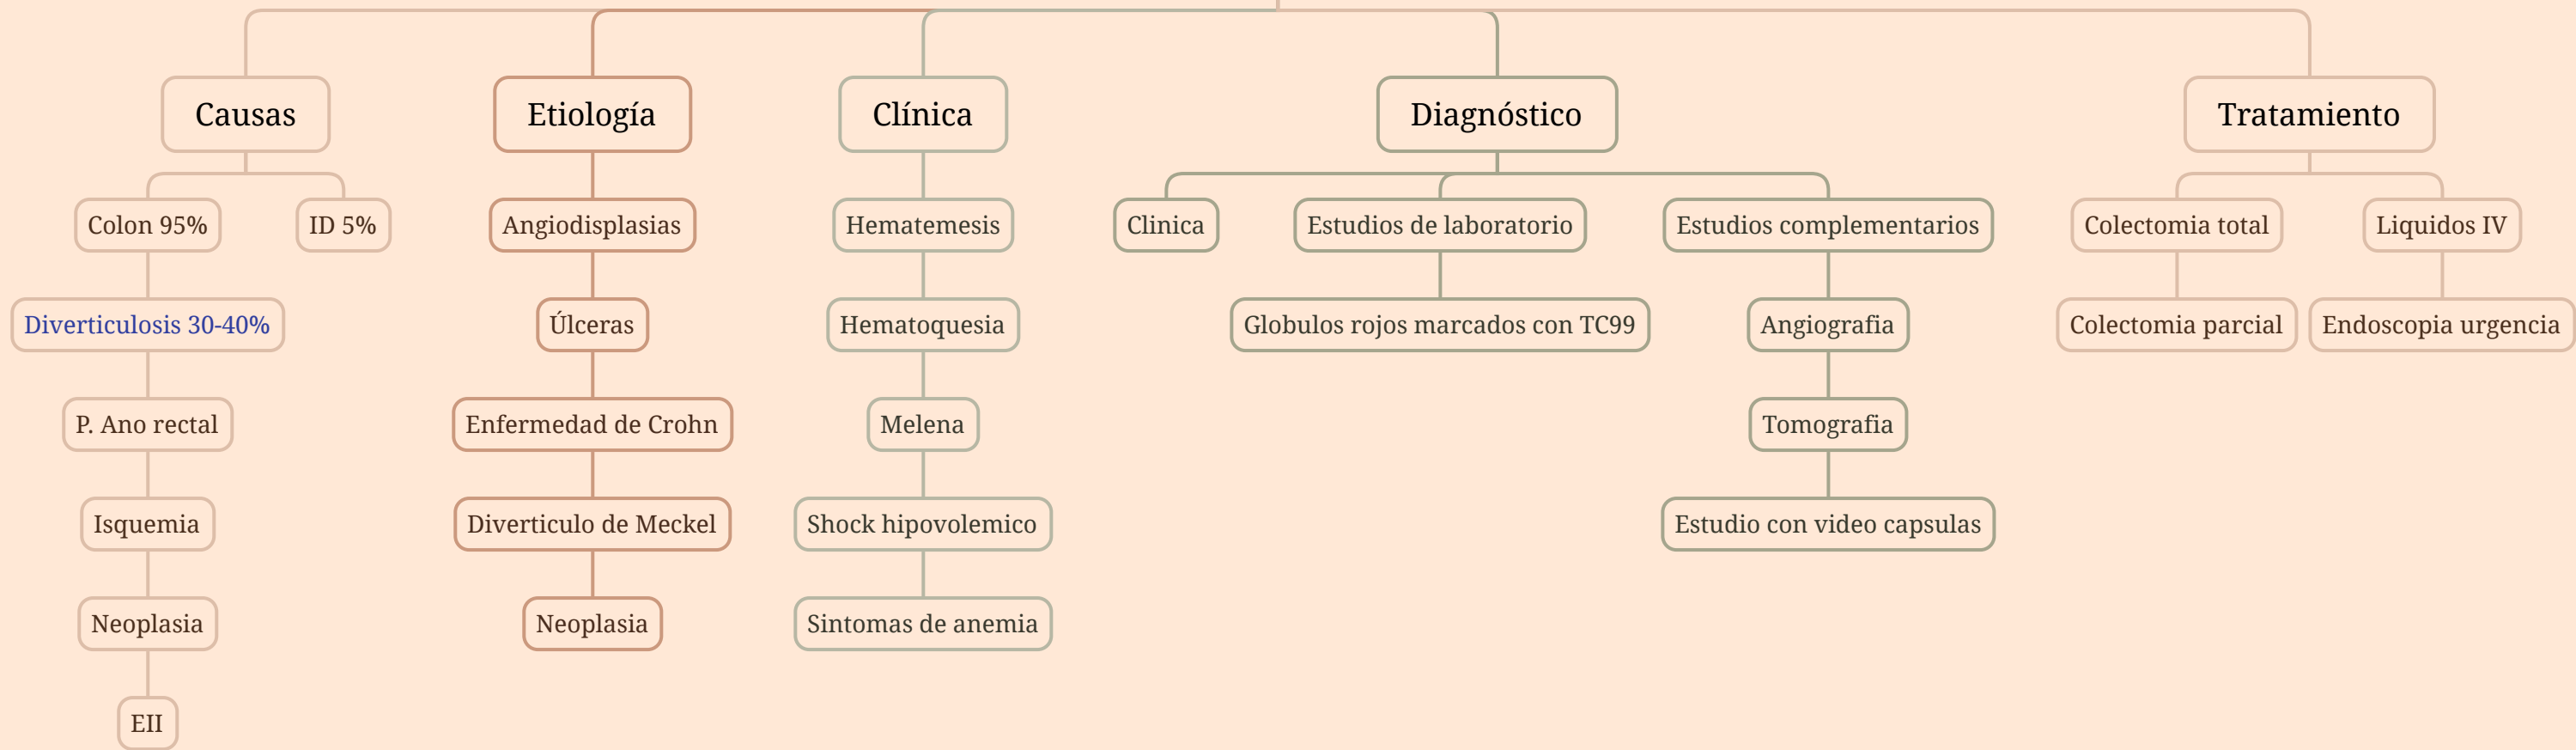 Causas
Etiología
Clínica
Diagnóstico
Tratamiento
Colon 95%
ID 5%
Angiodisplasias
Hematemesis
Clinica
Estudios de laboratorio
Estudios complementarios
Colectomia total
Liquidos IV
Diverticulosis 30-40%
Úlceras
Hematoquesia
Globulos rojos marcados con TC99
Angiografia
Colectomia parcial
Endoscopia urgencia
P. Ano rectal
Enfermedad de Crohn
Melena
Tomografia
Isquemia
Diverticulo de Meckel
Shock hipovolemico
Estudio con video capsulas
Neoplasia
Neoplasia
Sintomas de anemia
EII